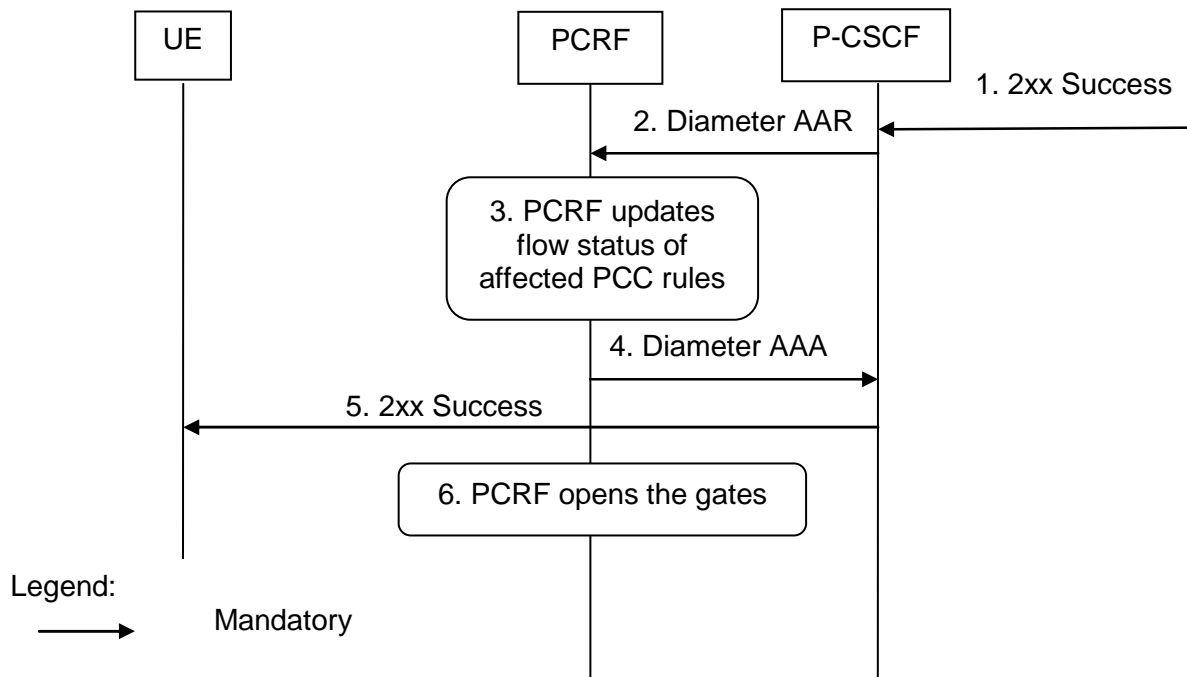 UE
PCRF
P-CSCF
1. 2xx Success
2. Diameter AAR
3. PCRF updates
flow status of
affected PCC rules
4. Diameter AAA
5. 2xx Success
6. PCRF opens the gates
Legend:
Mandatory